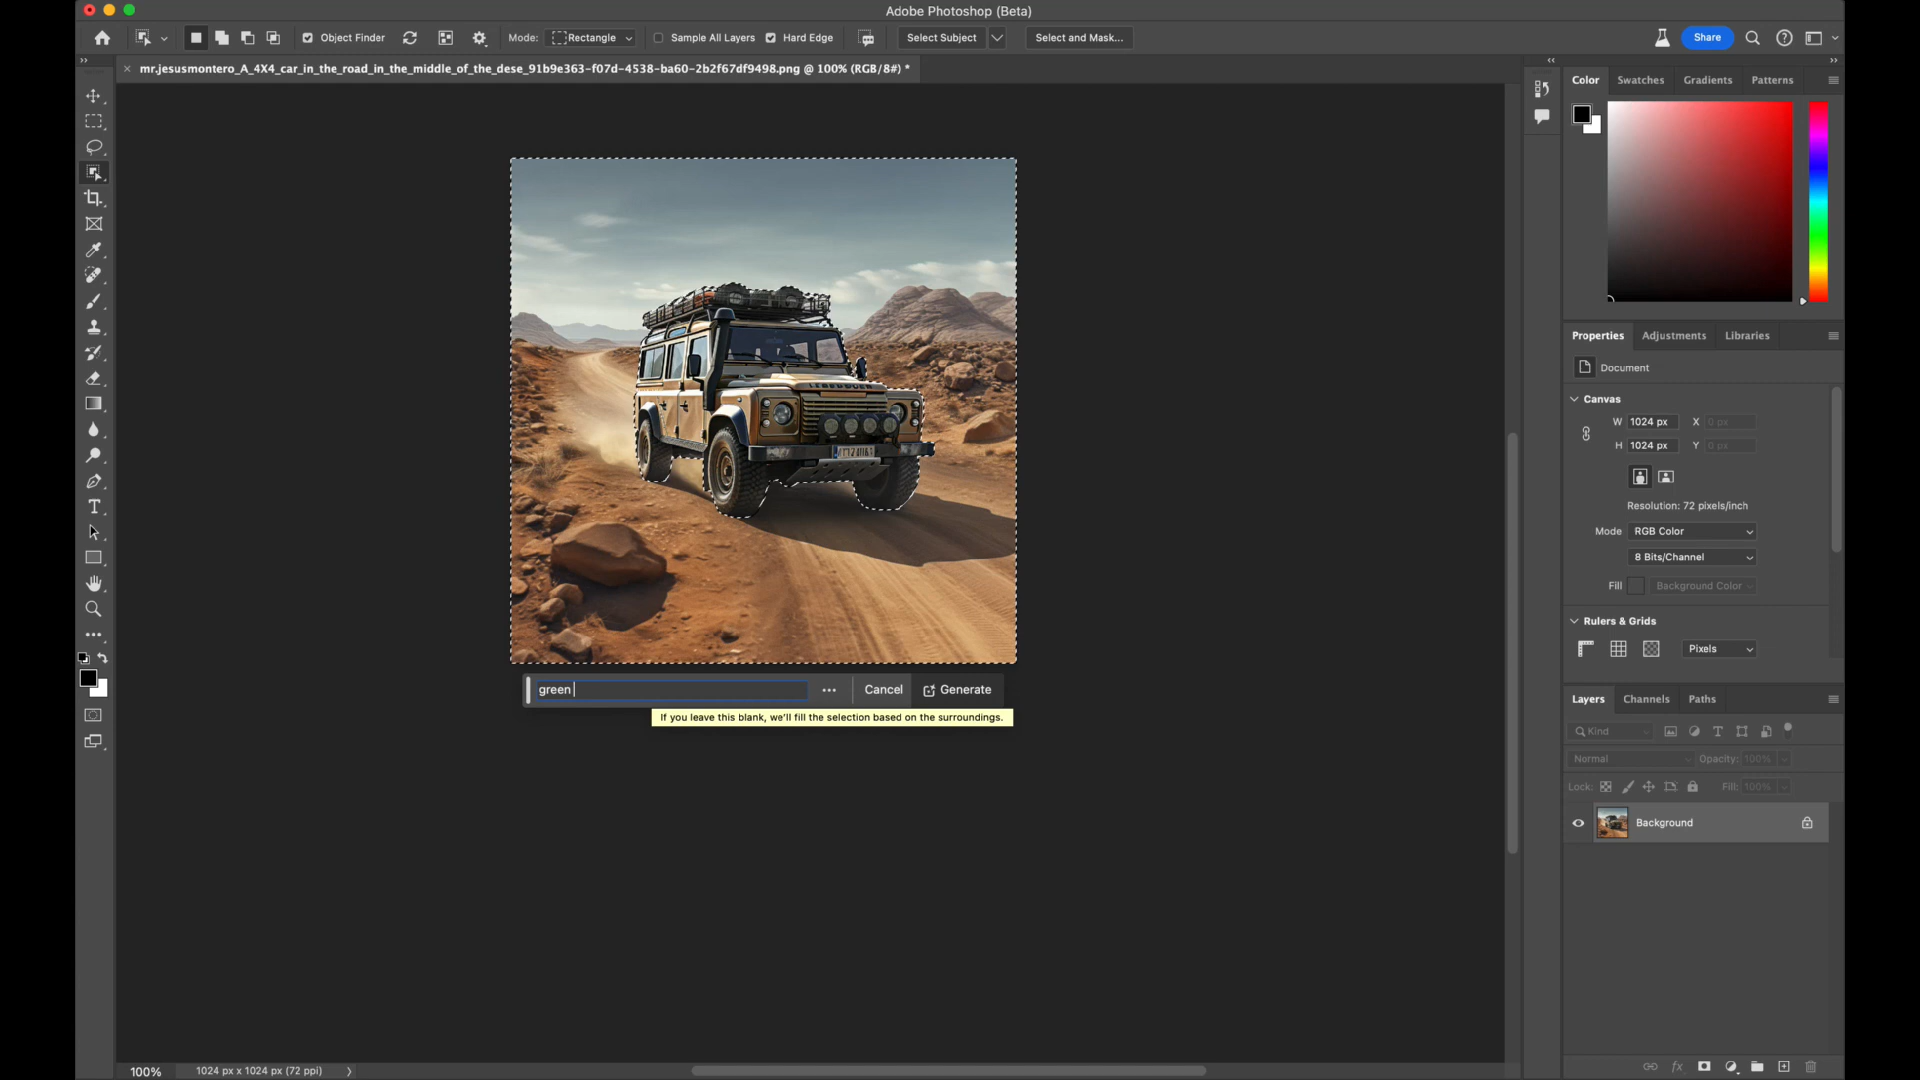 Adobe Photoshop (Beta)
Object Finder
Mode: Rectangle
Sample All Layers
Hard Edge
Select Subject
Select and Mask...
Share
mr.jesusmontero_A_4X4_car_in_the_road_in_the_middle_of_the_dese_91b9e363-f07d-4538-ba60-2b2f67df9498.png @ 100% (RGB/8#) *
Color Swatches Gradients Patterns
Properties Adjustments Libraries
Document
Canvas
W 1024 px X 0 px
H 1024 px Y 0 px
Resolution: 72 pixels/inch
Mode RGB Color
8 Bits/Channel
Fill Background Color
Rulers & Grids
Pixels
green
Cancel
Generate
If you leave this blank, we'll fill the selection based on the surroundings.
Layers Channels Paths
Kind
Normal Opacity: 100%
Lock: Fill: 100%
Background
fx
100% 1024 px x 1024 px (72 ppi)